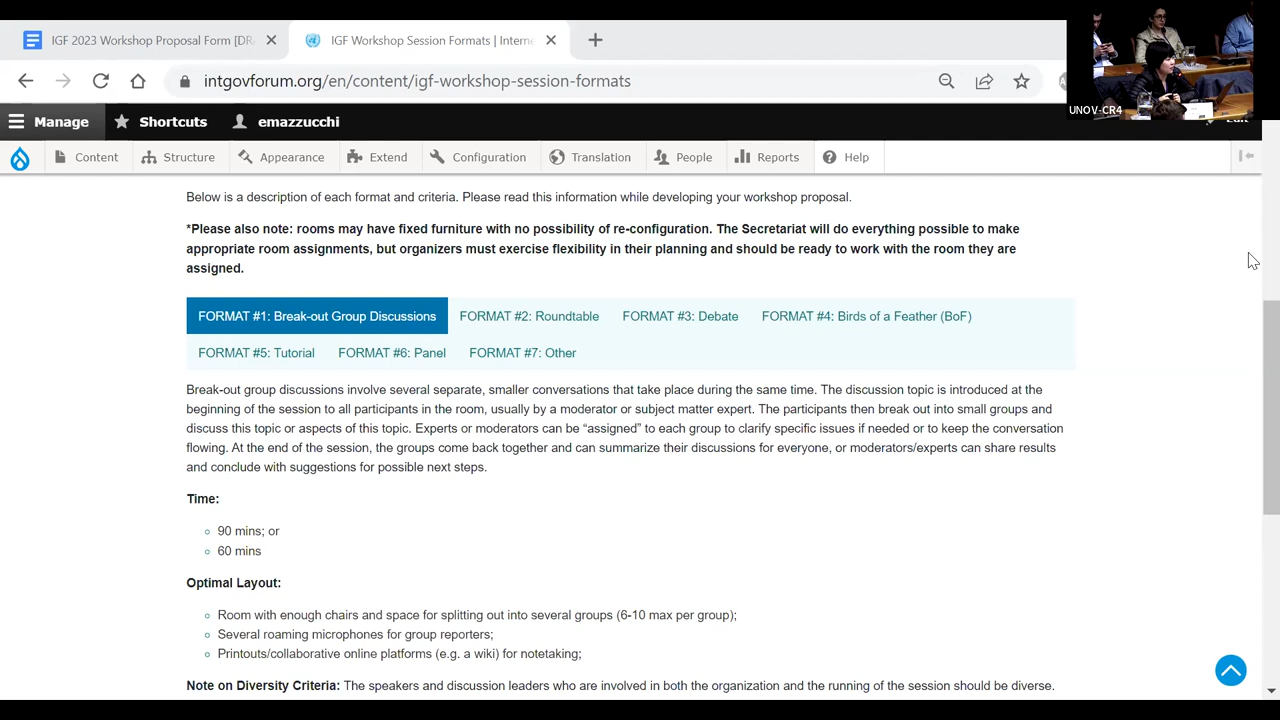 IGF 2023 Workshop Proposal Form [DR
IGF Workshop Session Formats | Intern
intgovforum.org/en/content/igf-workshop-session-formats
UNOV-CR4
Manage Shortcuts emazzucchi
Content Structure Appearance Extend Configuration Translation People Reports Help
Below is a description of each format and criteria. Please read this information while developing your workshop proposal.
*Please also note: rooms may have fixed furniture with no possibility of re-configuration. The Secretariat will do everything possible to make
appropriate room assignments, but organizers must exercise flexibility in their planning and should be ready to work with the room they are
assigned.
FORMAT #1: Break-out Group Discussions FORMAT #2: Roundtable FORMAT #3: Debate FORMAT #4: Birds of a Feather (BoF)
FORMAT #5: Tutorial FORMAT #6: Panel FORMAT #7: Other
Break-out group discussions involve several separate, smaller conversations that take place during the same time. The discussion topic is introduced at the
beginning of the session to all participants in the room, usually by a moderator or subject matter expert. The participants then break out into small groups and
discuss this topic or aspects of this topic. Experts or moderators can be “assigned” to each group to clarify specific issues if needed or to keep the conversation
flowing. At the end of the session, the groups come back together and can summarize their discussions for everyone, or moderators/experts can share results
and conclude with suggestions for possible next steps.
Time:
90 mins; or
60 mins
Optimal Layout:
Room with enough chairs and space for splitting out into several groups (6-10 max per group);
Several roaming microphones for group reporters;
Printouts/collaborative online platforms (e.g. a wiki) for notetaking;
Note on Diversity Criteria: The speakers and discussion leaders who are involved in both the organization and the running of the session should be diverse.